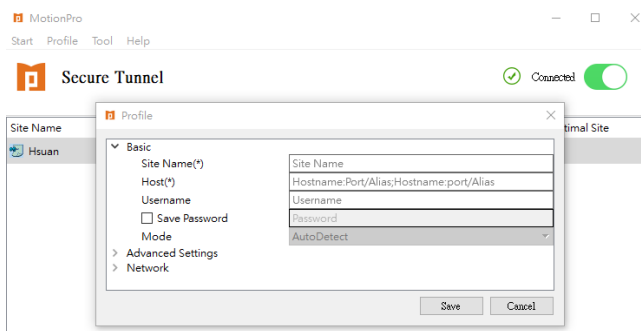 MotionPro
Start Profile Tool Help
Secure Tunnel
Connected
Site Name
timal Site
Hsuan
Profile
Basic
Site Name(*) Site Name
Host(*) Hostname:Port/Alias;Hostname:port/Alias
Username Username
Save Password Password
Mode AutoDetect
Advanced Settings
Network
Save Cancel